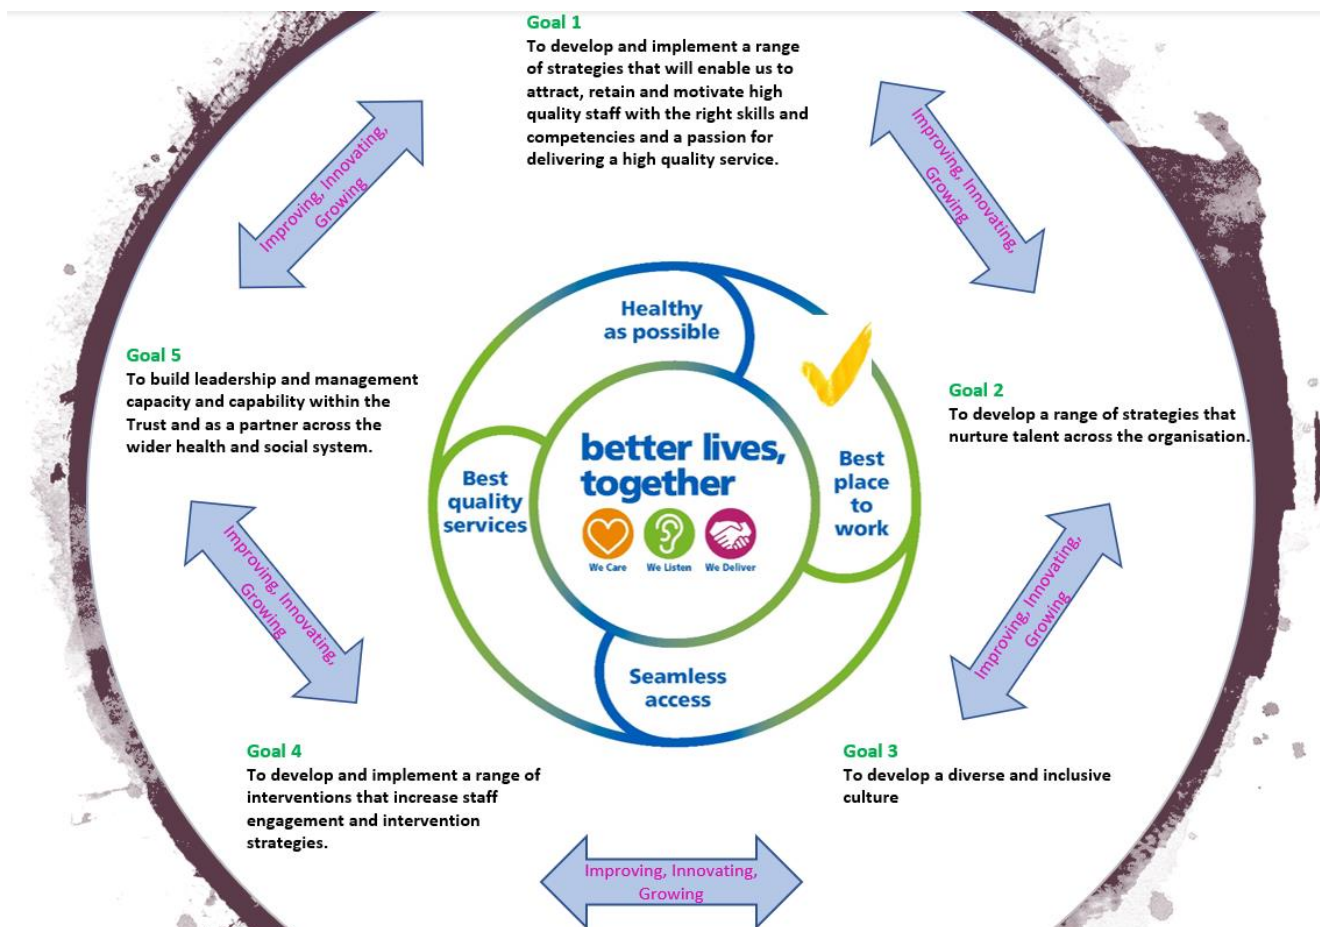 Goal 1
To develop and implement a range
of strategies that will enable us to
attract, retain and motivate high
quality staff with the right skills and
competencies and a passion for
delivering a high quality service.
Improving, Innovating,
Growing
Improving, Innovating,
Growing
Goal 5
To build leadership and management
capacity and capability within the
Trust and as a partner across the
wider health and social system.
Healthy
as possible
Goal 2
To develop a range of strategies that
nurture talent across the organisation.
better lives,
together
We Care
We Listen
We Deliver
Best
quality
services
Best
place
to
work
Seamless
access
Improving, Innovating,
Growing
Improving, Innovating,
Growing
Goal 4
To develop and implement a range of
interventions that increase staff
engagement and intervention
strategies.
Goal 3
To develop a diverse and inclusive
culture
Improving, Innovating,
Growing